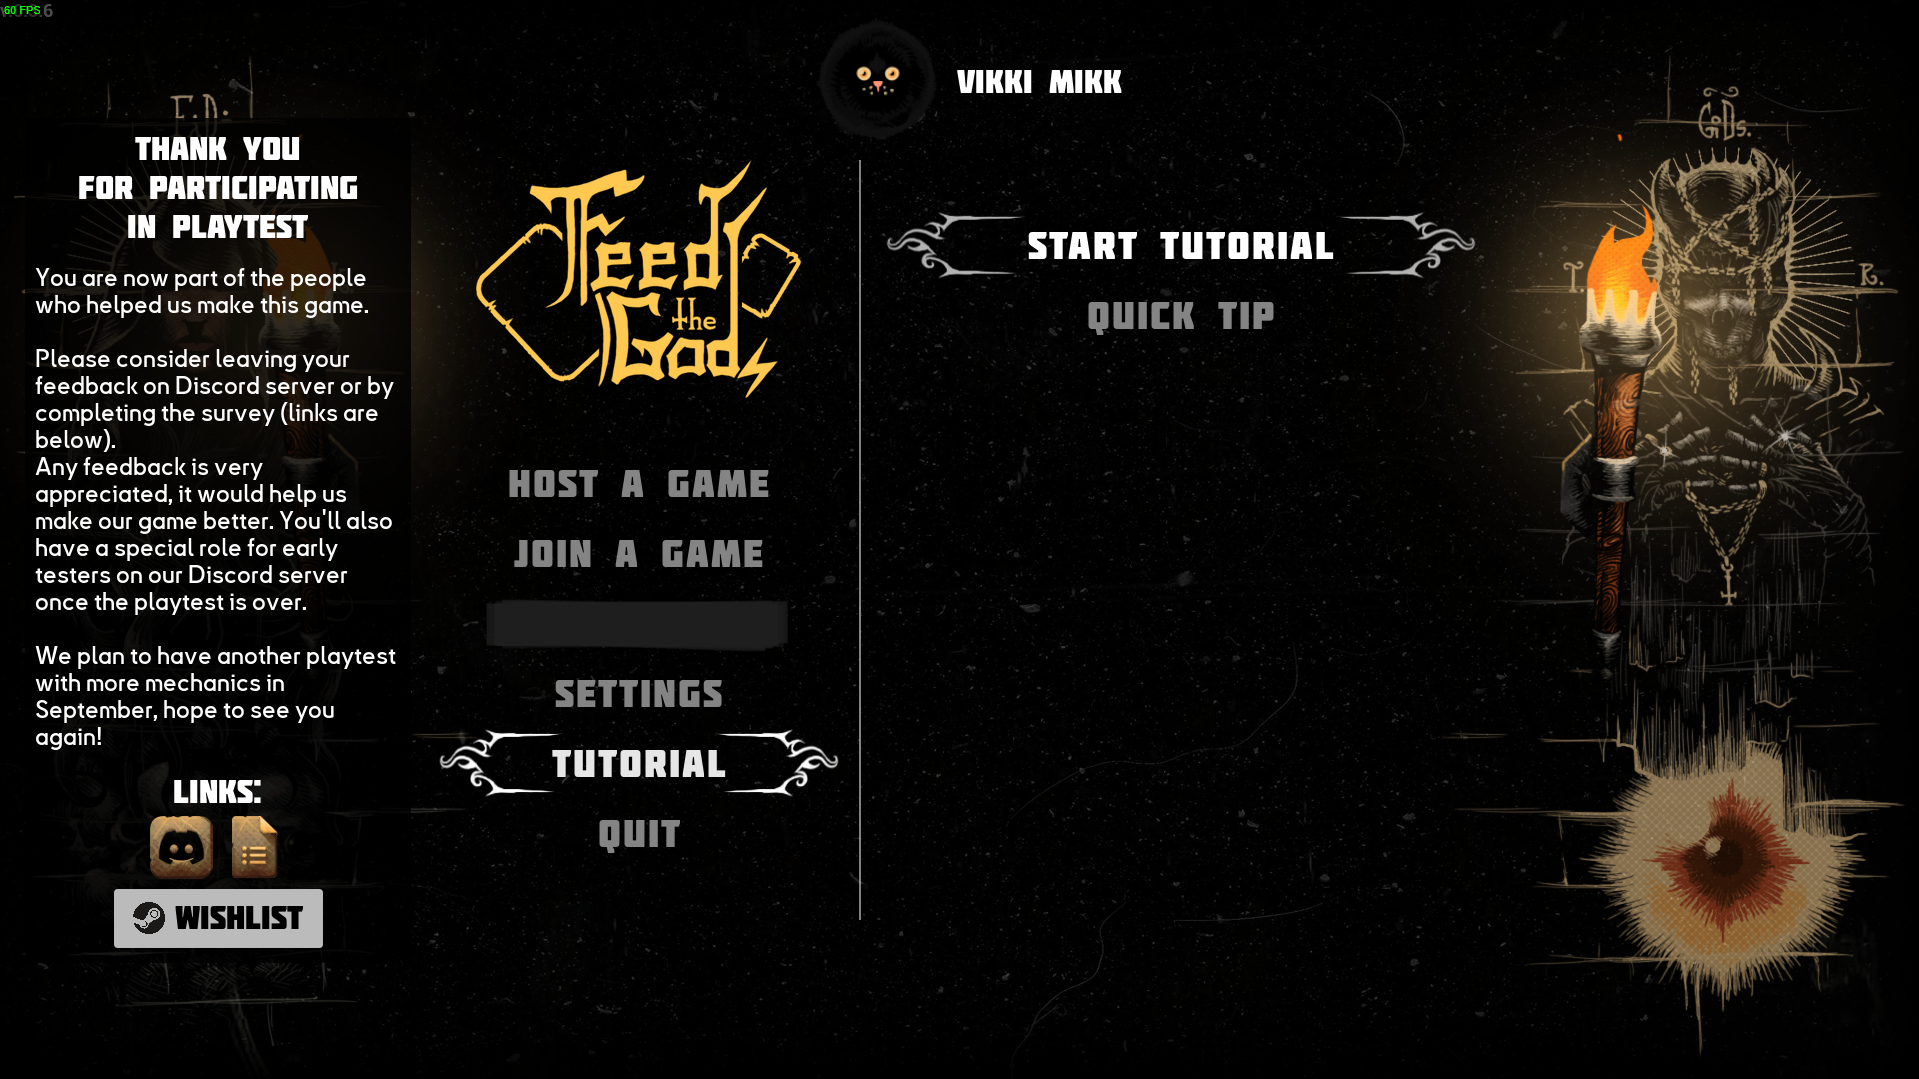 60 FPS
VIKKI MIKK
F.D.
THANK YOU
FOR PARTICIPATING
IN PLAYTEST
You are now part of the people
who helped us make this game.
Please consider leaving your
feedback on Discord server or by
completing the survey (links are
below).
Any feedback is very
appreciated, it would help us
make our game better. You'll also
have a special role for early
testers on our Discord server
once the playtest is over.
We plan to have another playtest
with more mechanics in
September, hope to see you
again!
LINKS:
WISHLIST
Feed
the
Gods
HOST A GAME
JOIN A GAME
SETTINGS
TUTORIAL
QUIT
START TUTORIAL
QUICK TIP
GODs.
T.
R.